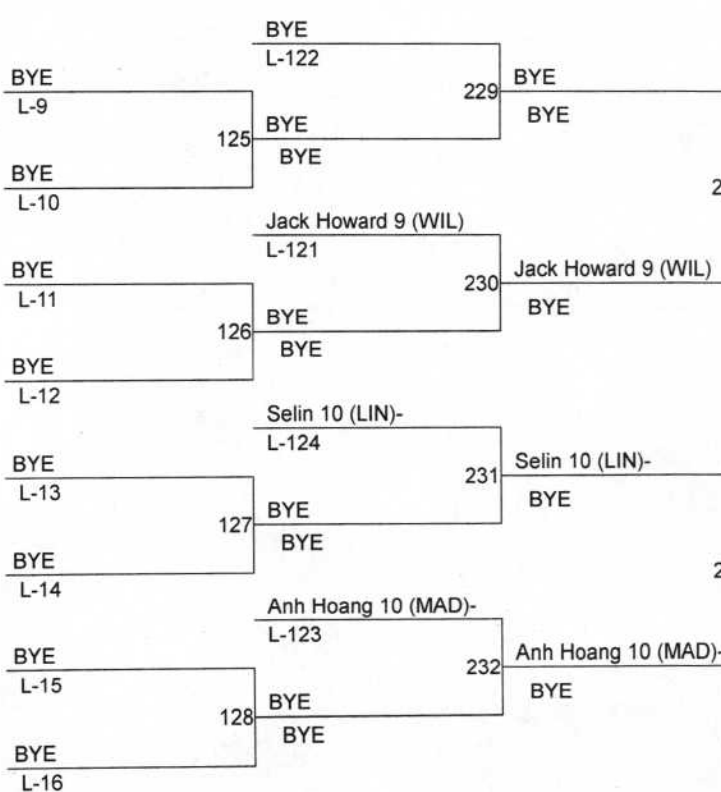 BYE
L-122
BYE
L-9
229
BYE
BYE
125
BYE
BYE
BYE
L-10
2
Jack Howard 9 (WIL)
L-121
BYE
L-11
230
Jack Howard 9 (WIL)
BYE
126
BYE
BYE
BYE
L-12
Selin 10 (LIN)-
L-124
BYE
L-13
231
Selin 10 (LIN)-
BYE
127
BYE
BYE
BYE
L-14
2
Anh Hoang 10 (MAD)-
L-123
BYE
L-15
232
Anh Hoang 10 (MAD)-
BYE
128
BYE
BYE
BYE
L-16